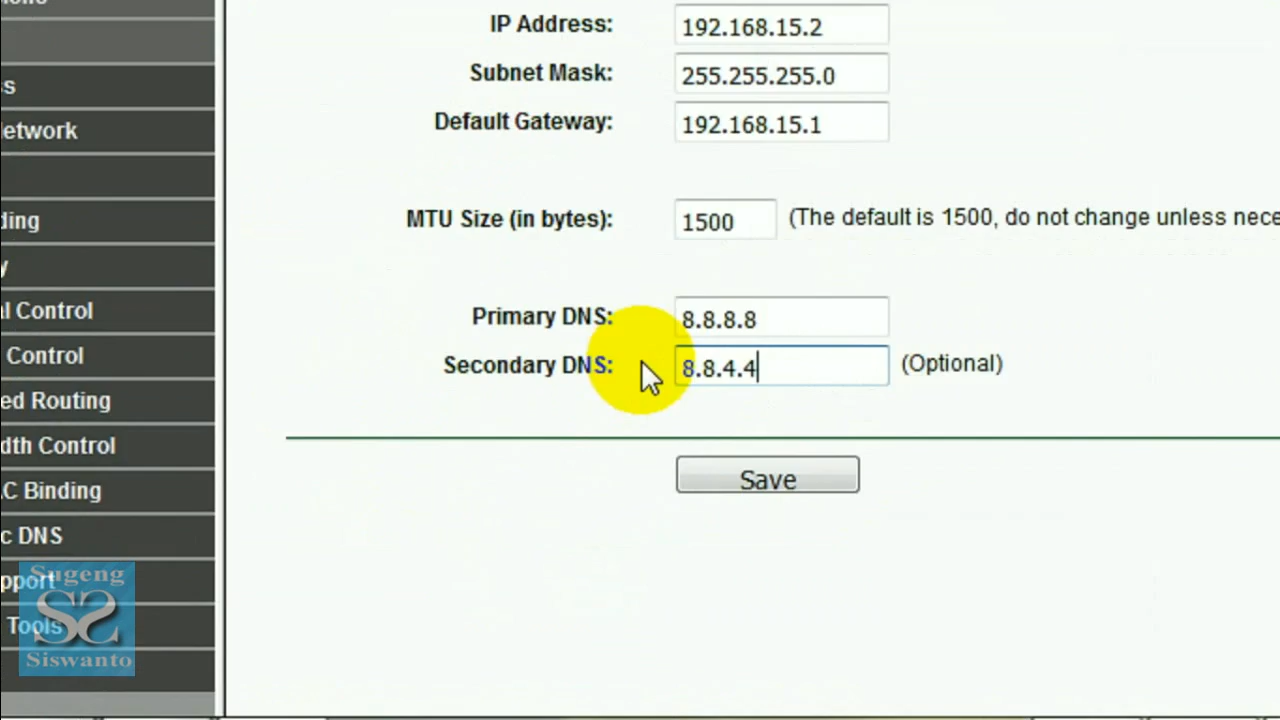 IP Address: 192.168.15.2
Subnet Mask: 255.255.255.0
Default Gateway: 192.168.15.1
MTU Size (in bytes): 1500 (The default is 1500, do not change unless nece
Primary DNS: 8.8.8.8
Secondary DNS: 8.8.4.4 (Optional)
Save
s
etwork
ding
y
l Control
Control
ed Routing
dth Control
C Binding
c DNS
pport
Tools
Sugeng
SS
Siswanto